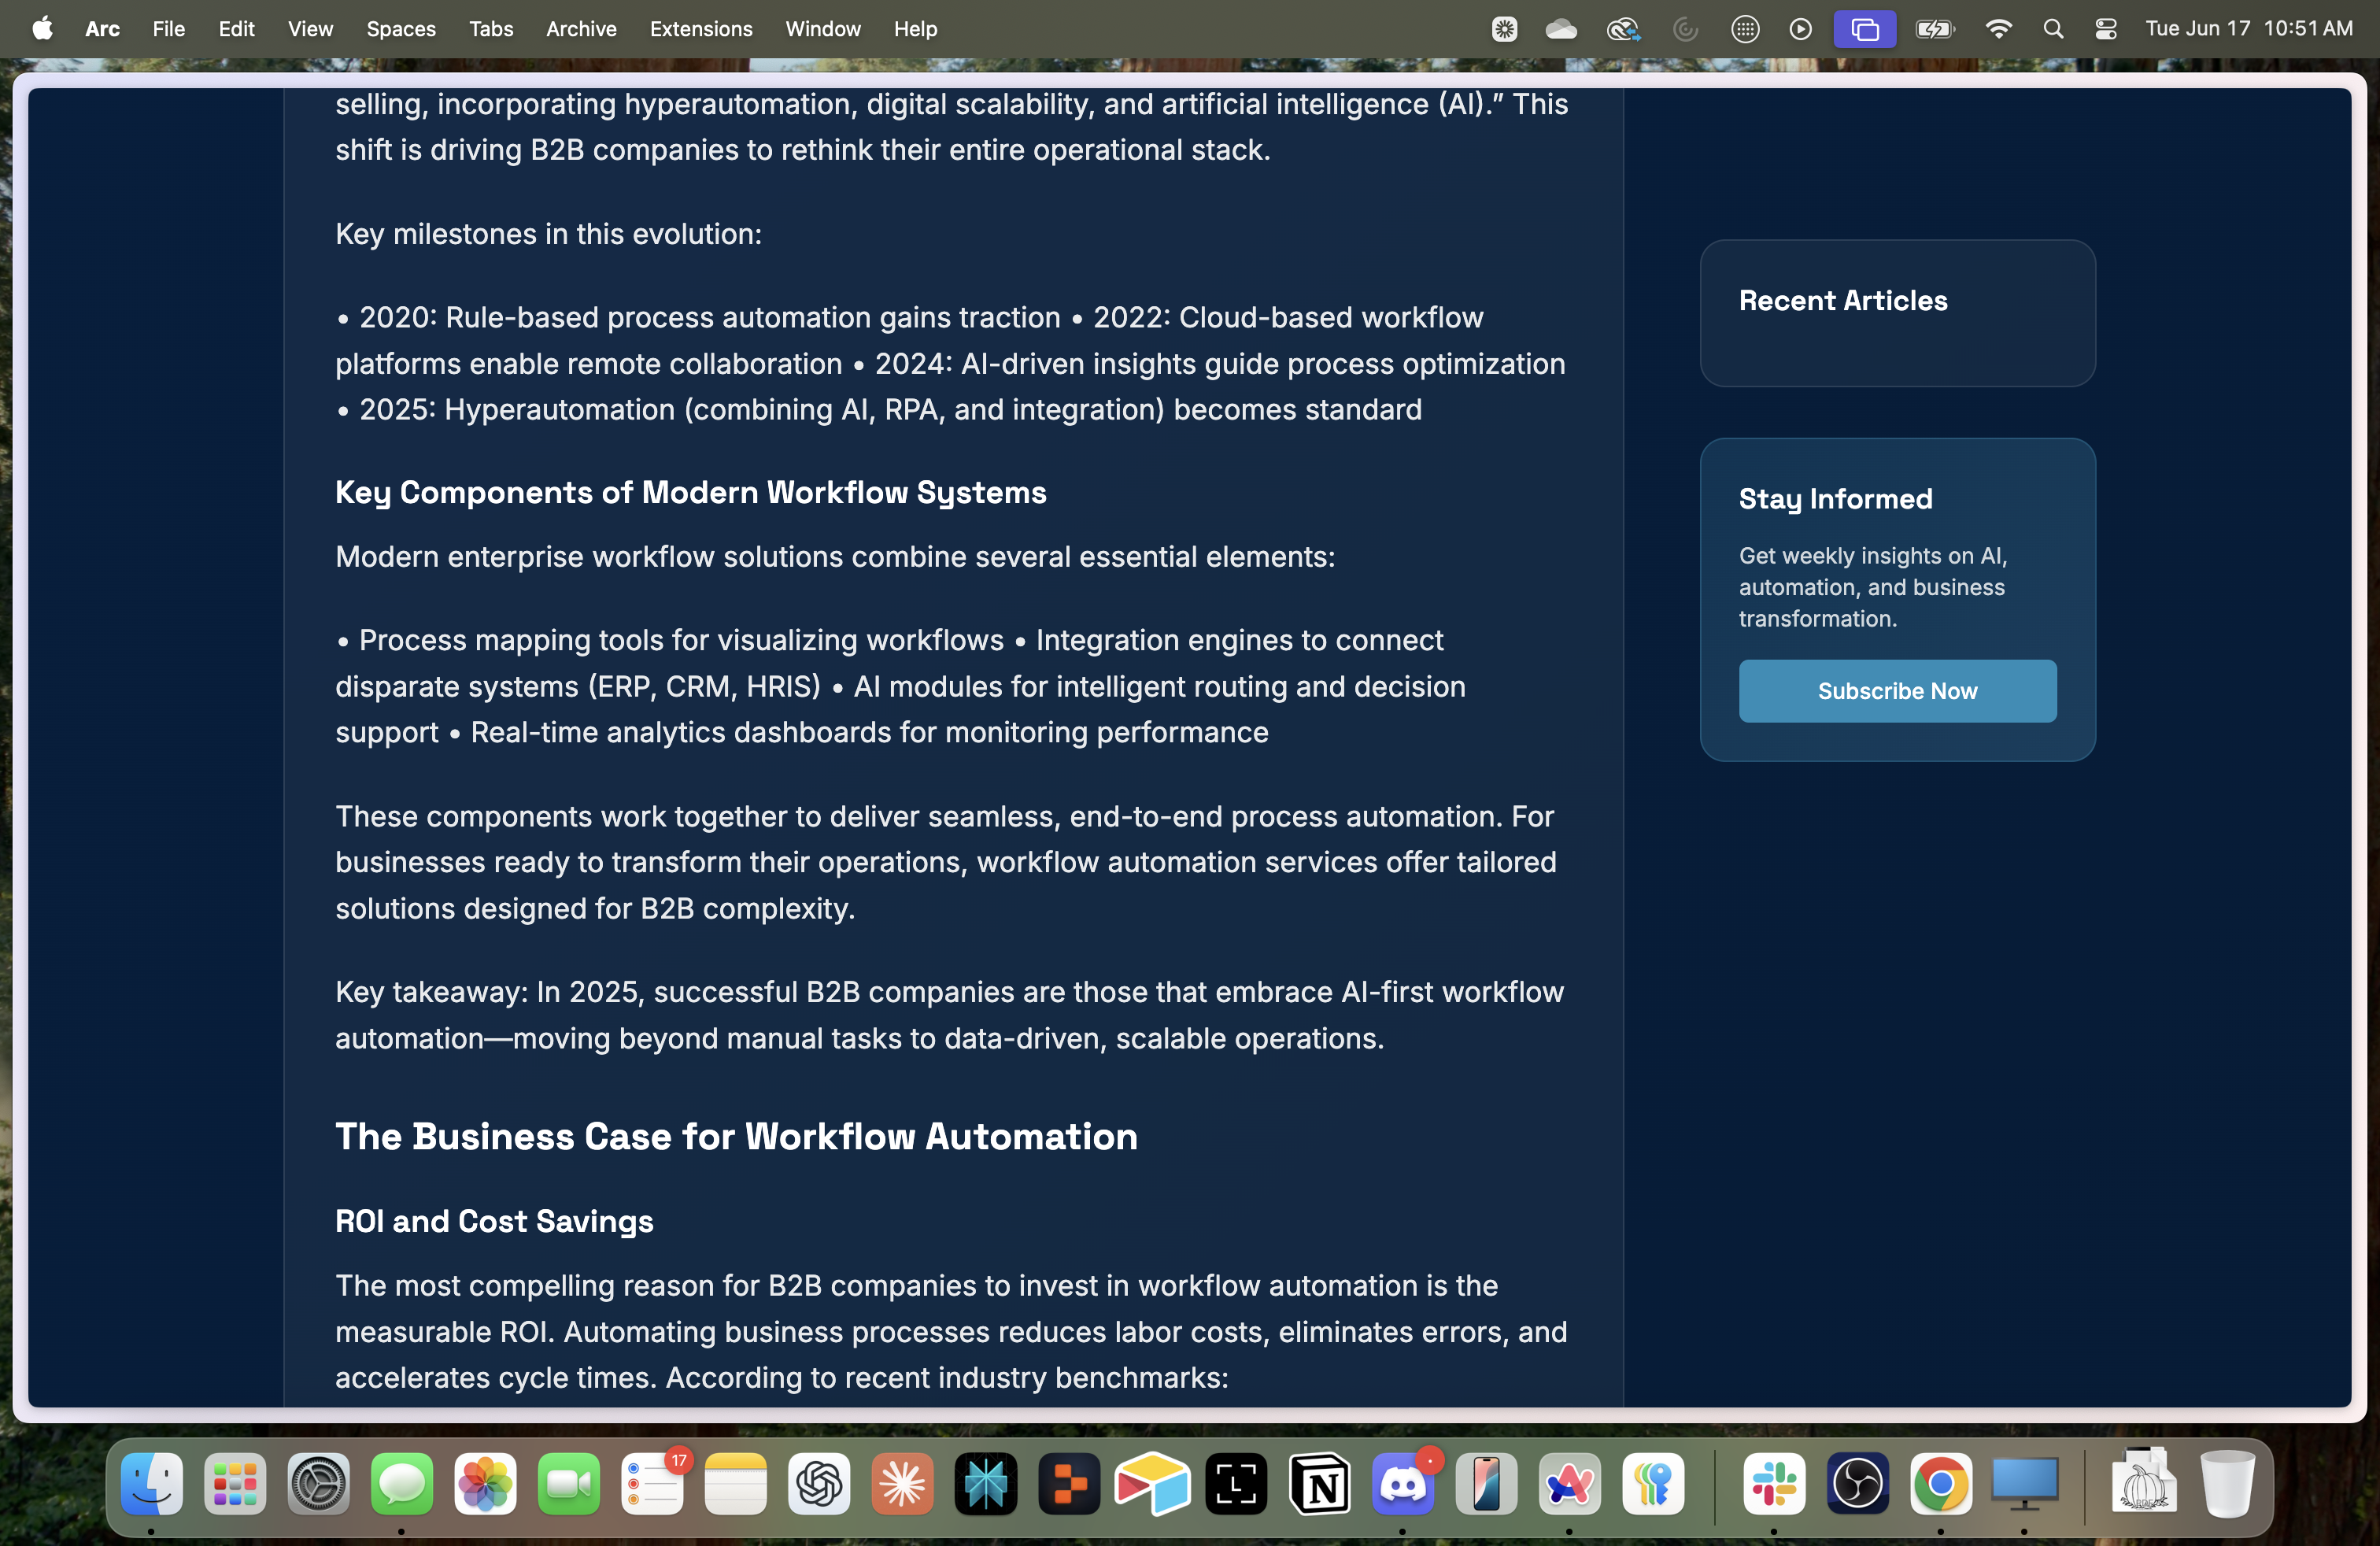 Arc File Edit View Spaces Tabs Archive Extensions Window Help Tue Jun 17 10:51 AM
selling, incorporating hyperautomation, digital scalability, and artificial intelligence (AI).” This
shift is driving B2B companies to rethink their entire operational stack.
Key milestones in this evolution:
• 2020: Rule-based process automation gains traction • 2022: Cloud-based workflow
platforms enable remote collaboration • 2024: AI-driven insights guide process optimization
• 2025: Hyperautomation (combining AI, RPA, and integration) becomes standard
Key Components of Modern Workflow Systems
Modern enterprise workflow solutions combine several essential elements:
• Process mapping tools for visualizing workflows • Integration engines to connect
disparate systems (ERP, CRM, HRIS) • AI modules for intelligent routing and decision
support • Real-time analytics dashboards for monitoring performance
These components work together to deliver seamless, end-to-end process automation. For
businesses ready to transform their operations, workflow automation services offer tailored
solutions designed for B2B complexity.
Key takeaway: In 2025, successful B2B companies are those that embrace AI-first workflow
automation—moving beyond manual tasks to data-driven, scalable operations.
The Business Case for Workflow Automation
ROI and Cost Savings
The most compelling reason for B2B companies to invest in workflow automation is the
measurable ROI. Automating business processes reduces labor costs, eliminates errors, and
accelerates cycle times. According to recent industry benchmarks:
Recent Articles
Stay Informed
Get weekly insights on AI,
automation, and business
transformation.
Subscribe Now
17
L
N